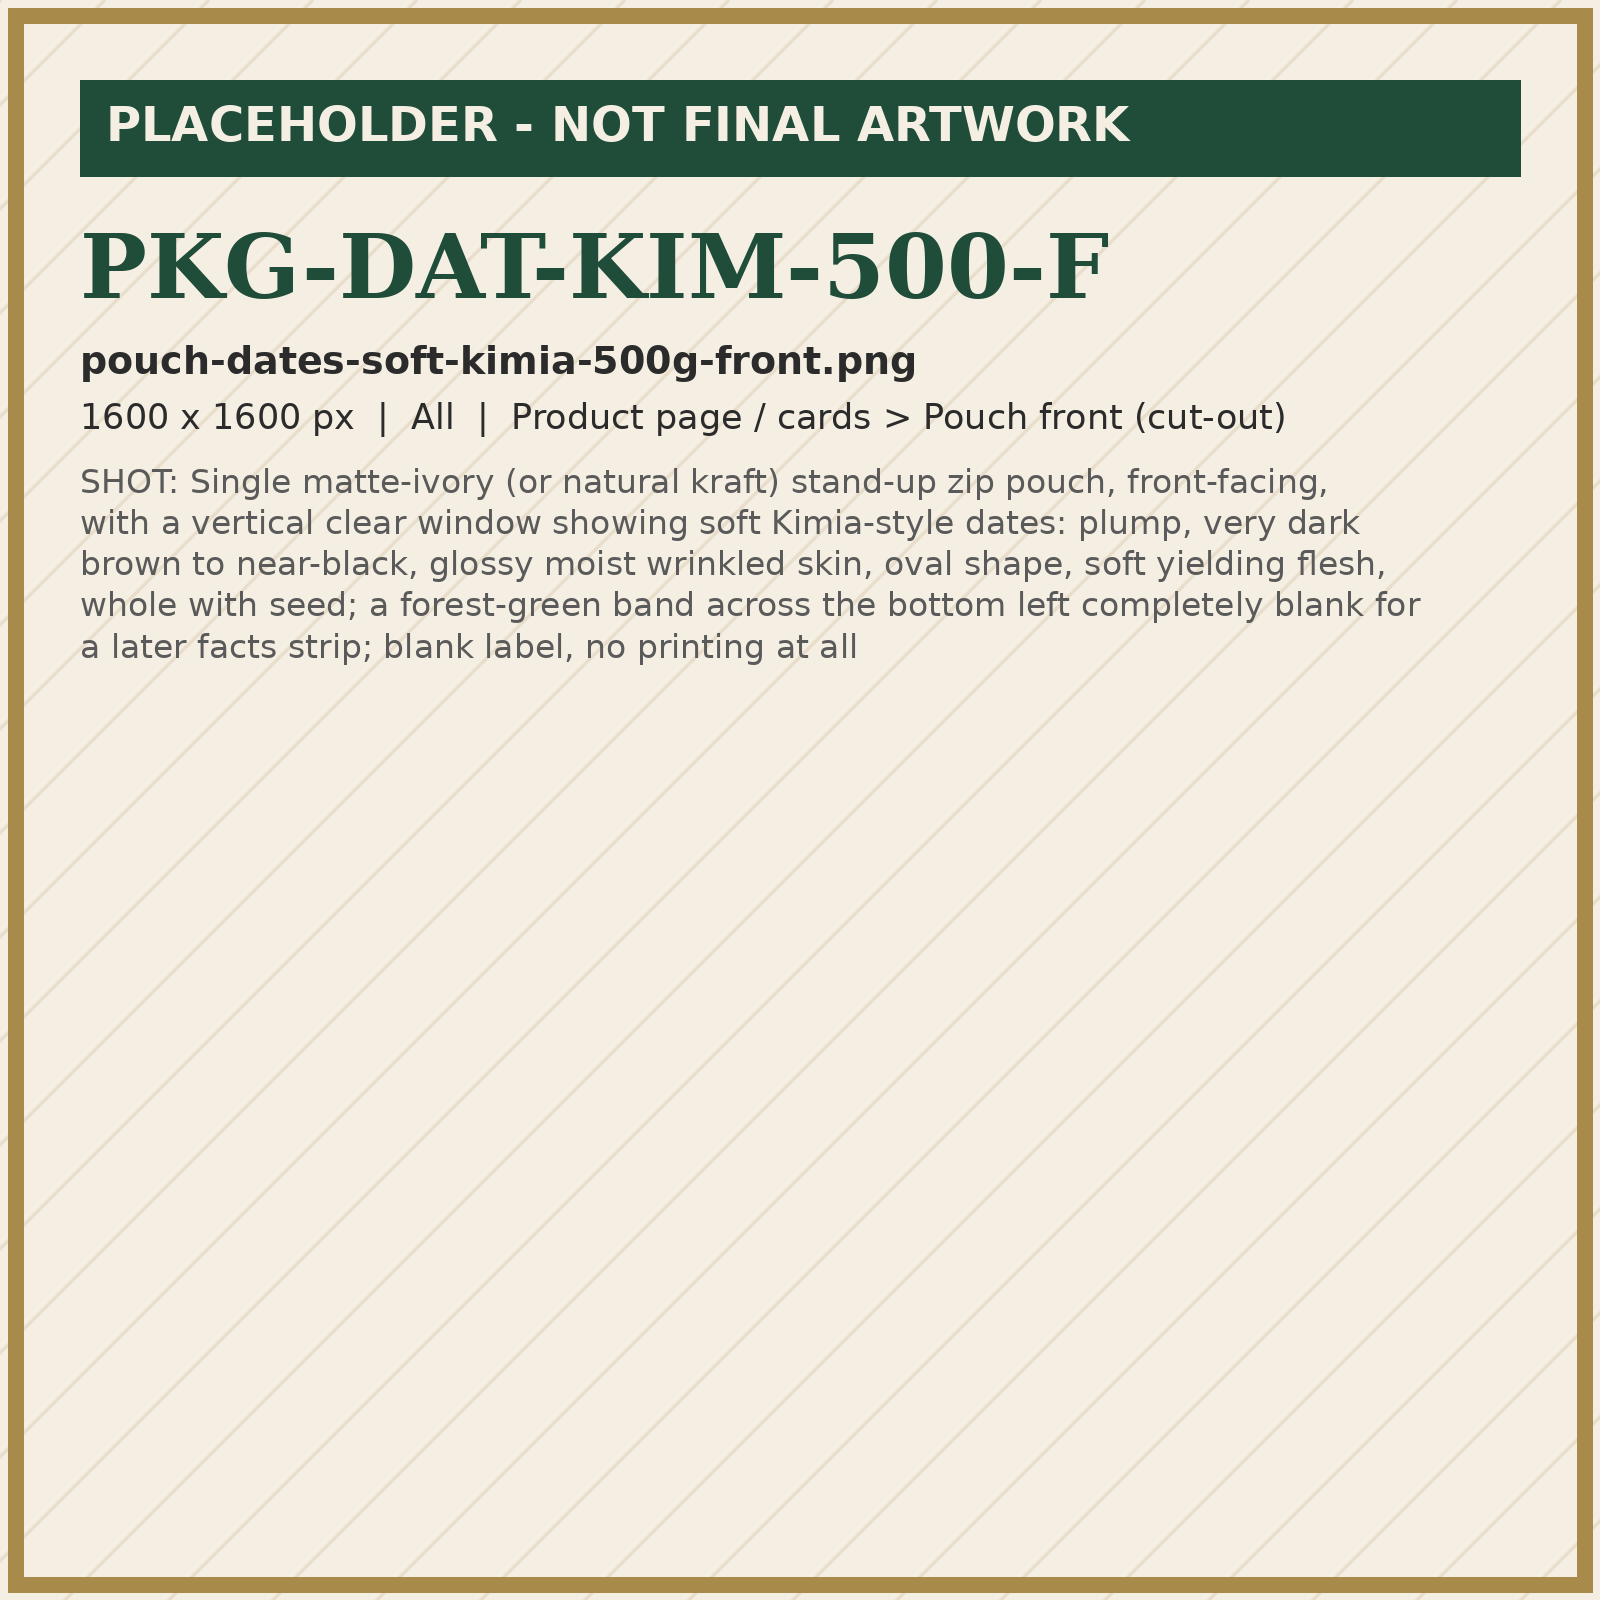 PLACEHOLDER - NOT FINAL ARTWORK
PKG-DAT-KIM-500-F
pouch-dates-soft-kimia-500g-front.png
1600 x 1600 px  |  All  |  Product page / cards > Pouch front (cut-out)
SHOT: Single matte-ivory (or natural kraft) stand-up zip pouch, front-facing,
with a vertical clear window showing soft Kimia-style dates: plump, very dark
brown to near-black, glossy moist wrinkled skin, oval shape, soft yielding flesh,
whole with seed; a forest-green band across the bottom left completely blank for
a later facts strip; blank label, no printing at all